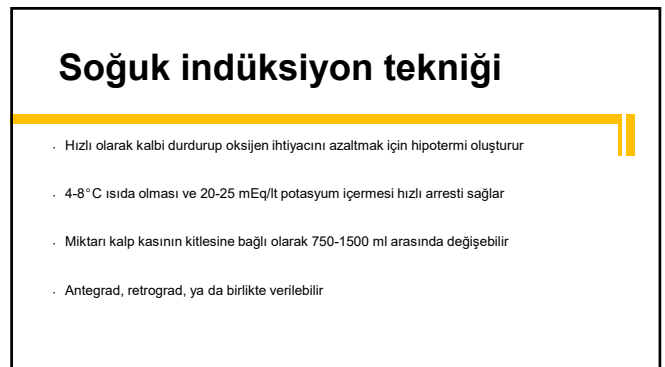 Soğuk indüksiyon tekniği
. Hızlı olarak kalbi durdurup oksijen ihtiyacını azaltmak için hipotermi oluşturur
. 4-8°C ısıda olması ve 20-25 mEq/lt potasyum içermesi hızlı arresti sağlar
. Miktarı kalp kasının kitlesine bağlı olarak 750-1500 ml arasında değişebilir
. Antegrad, retrograd, ya da birlikte verilebilir